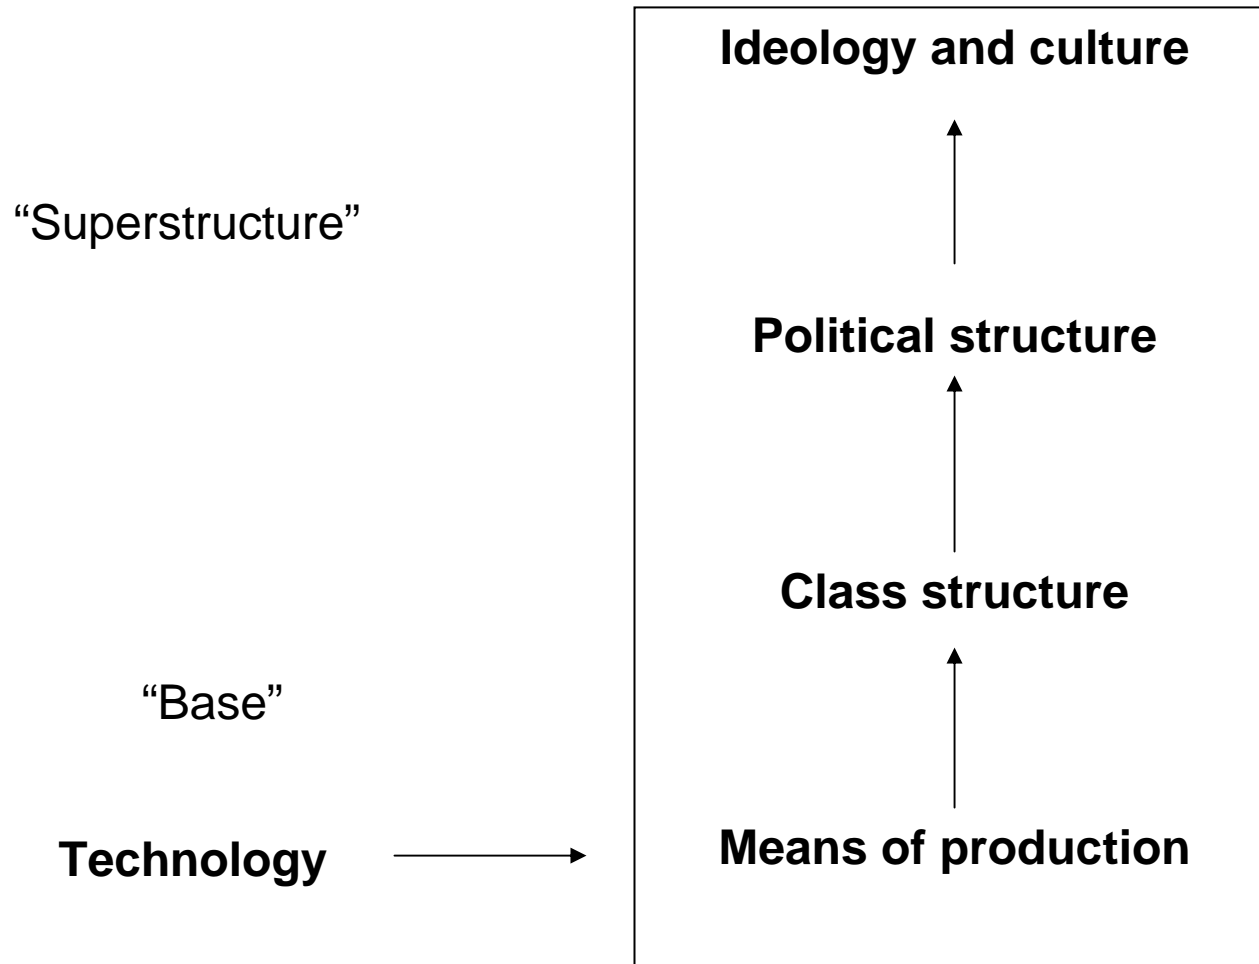 Ideology and culture
“Superstructure”
Political structure
Class structure
“Base”
Technology
Means of production